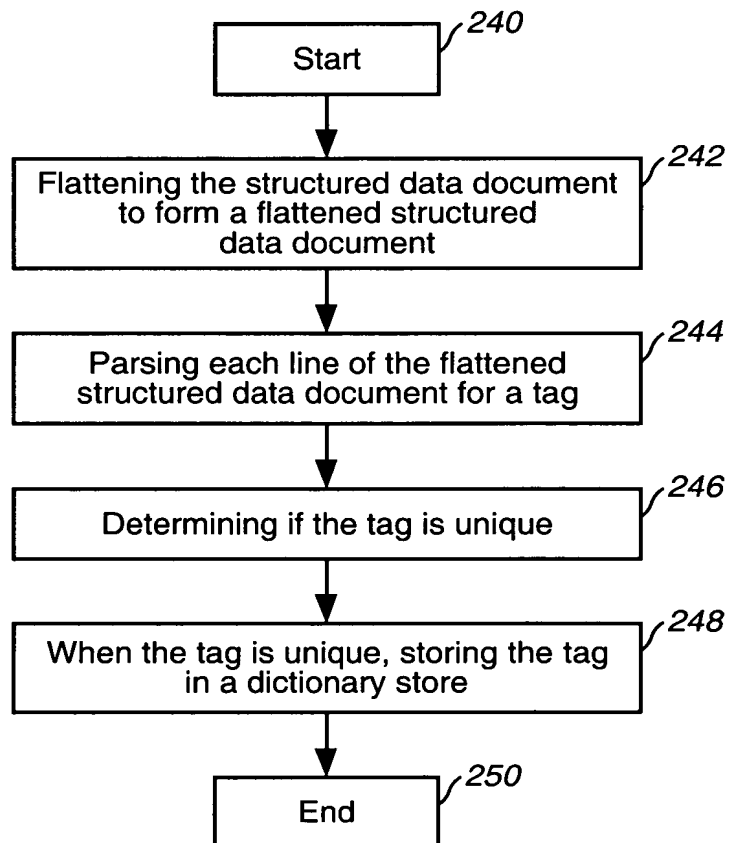 240
Start
242
Flattening the structured data document
to form a flattened structured
data document
244
Parsing each line of the flattened
structured data document for a tag
246
Determining if the tag is unique
248
When the tag is unique, storing the tag
in a dictionary store
250
End